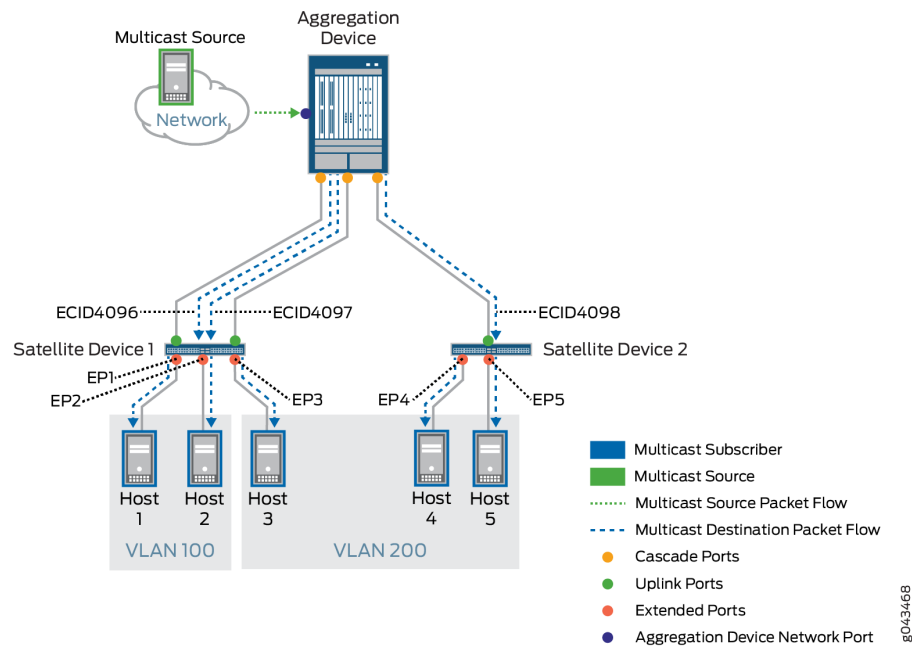 Aggregation
Device
Multicast Source
Network
ECID4096
ECID4097
ECID4098
Satellite Device 1
Satellite Device 2
EP1
EP2
EP3
EP4
EP5
Host
1
Host
2
Host
3
Host
4
Host
5
VLAN 100
VLAN 200
Multicast Subscriber
Multicast Source
Multicast Source Packet Flow
Multicast Destination Packet Flow
Cascade Ports
Uplink Ports
Extended Ports
Aggregation Device Network Port
g043468